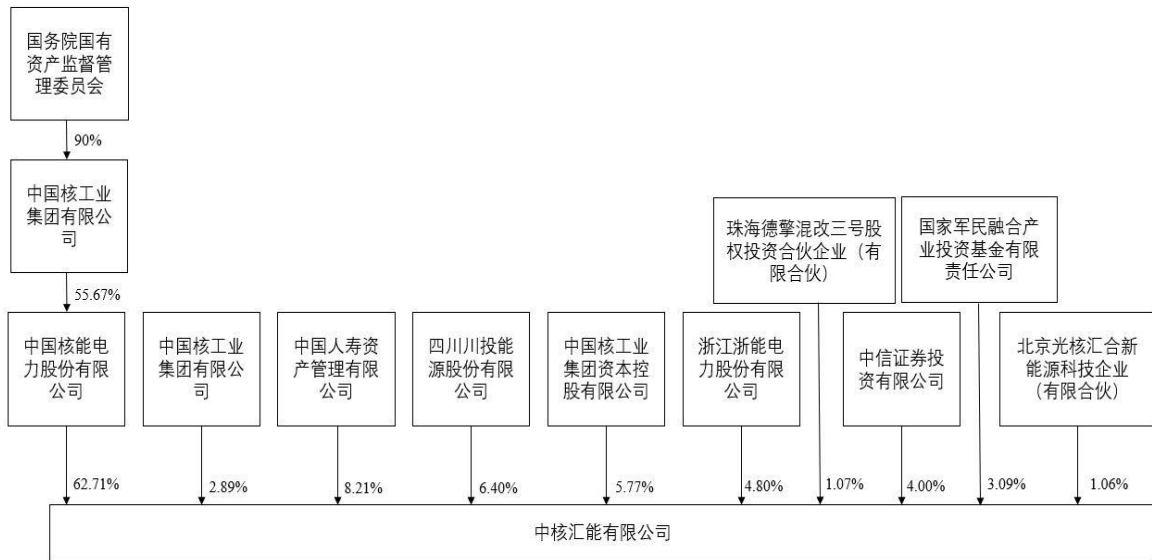 国务院国有
资产监督管
理委员会
90%
中国核工业
集团有限公
司
55.67%
珠海德擎混改三号股
权投资合伙企业（有
限合伙）
国家军民融合产
业投资基金有限
责任公司
中国核能电
力股份有限
公司
中国核工业
集团有限公
司
中国人寿资
产管理有限
公司
四川川投能
源股份有限
公司
中国核工业
集团资本控
股有限公司
浙江浙能电
力股份有限
公司
中信证券投
资有限公司
北京光核汇合新
能源科技企业
（有限合伙）
62.71%
2.89%
8.21%
6.40%
5.77%
4.80%
1.07%
4.00%
3.09%
1.06%
中核汇能有限公司